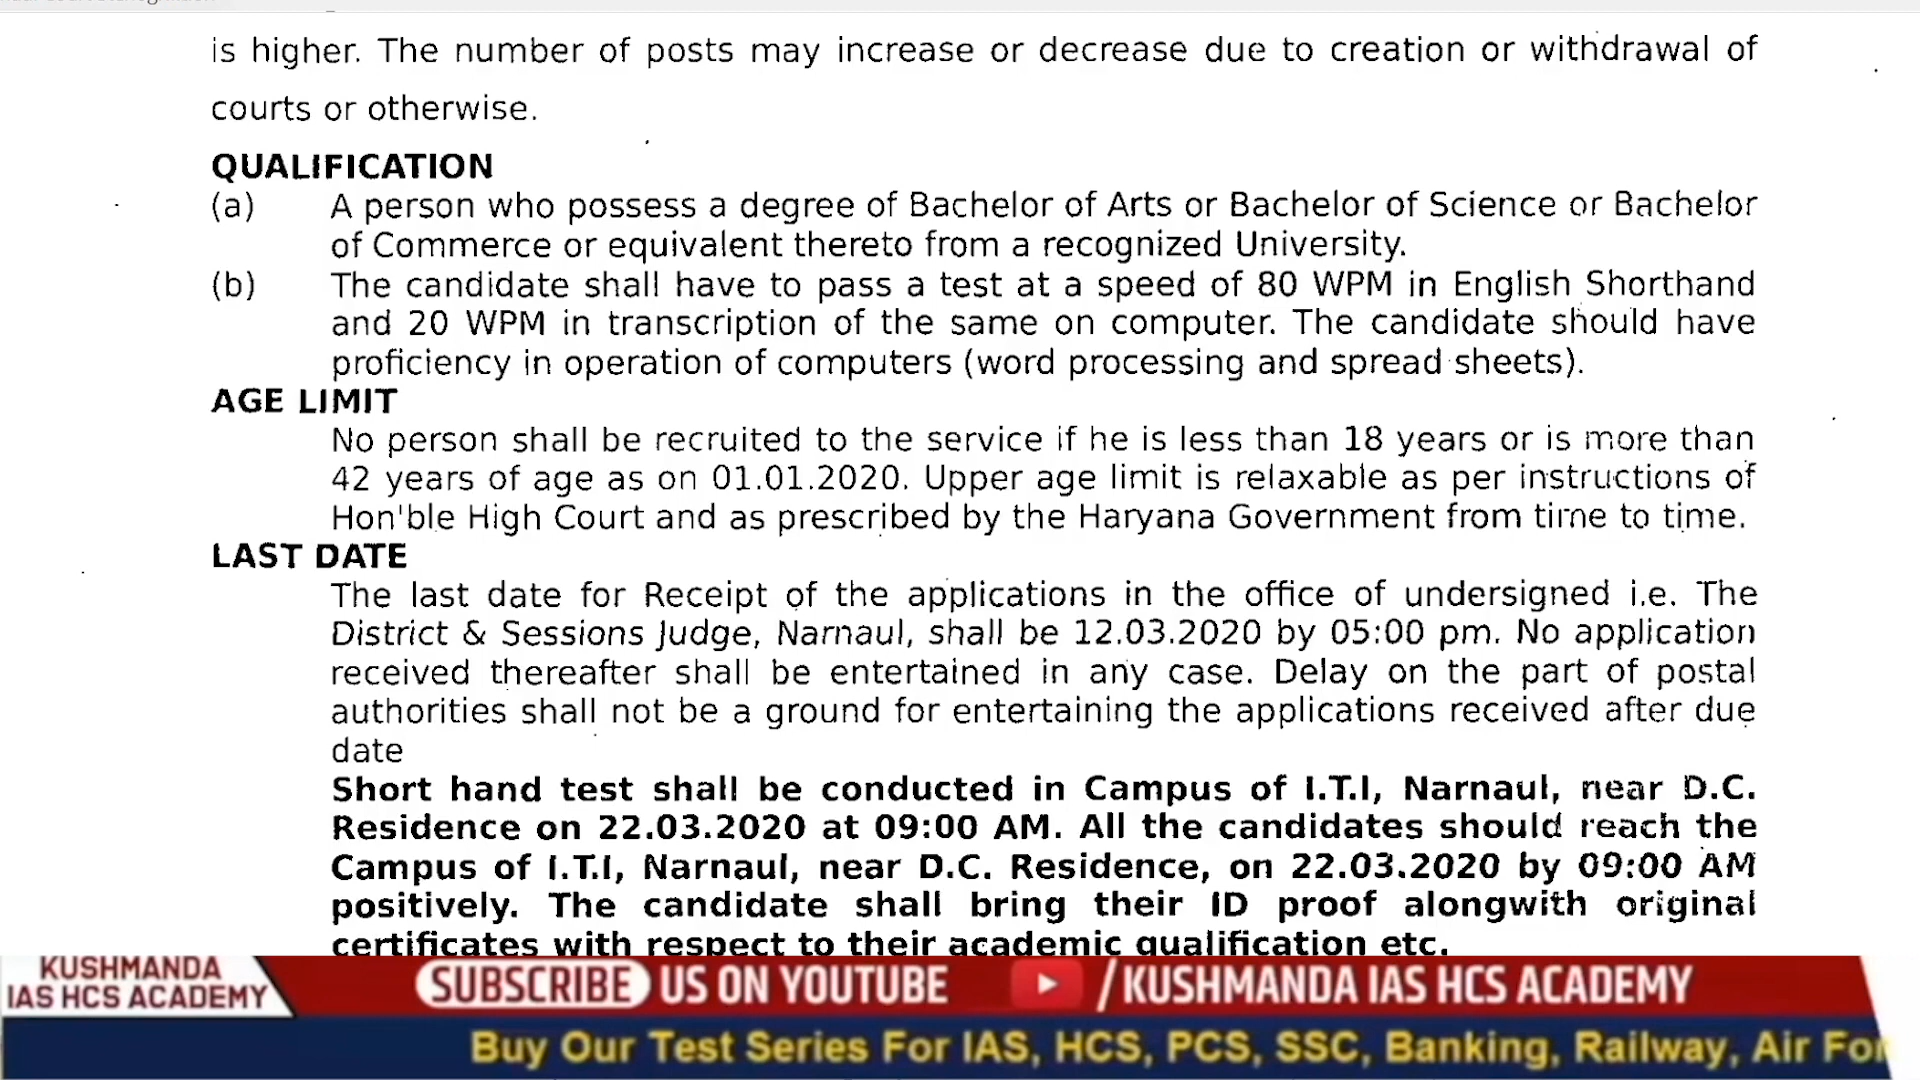 is higher. The number of posts may increase or decrease due to creation or withdrawal of
courts or otherwise.
QUALIFICATION
(a) A person who possess a degree of Bachelor of Arts or Bachelor of Science or Bachelor
of Commerce or equivalent thereto from a recognized University.
(b) The candidate shall have to pass a test at a speed of 80 WPM in English Shorthand
and 20 WPM in transcription of the same on computer. The candidate should have
proficiency in operation of computers (word processing and spread sheets).
AGE LIMIT
No person shall be recruited to the service if he is less than 18 years or is more than
42 years of age as on 01.01.2020. Upper age limit is relaxable as per instructions of
Hon'ble High Court and as prescribed by the Haryana Government from time to time.
LAST DATE
The last date for Receipt of the applications in the office of undersigned i.e. The
District & Sessions Judge, Narnaul, shall be 12.03.2020 by 05:00 pm. No application
received thereafter shall be entertained in any case. Delay on the part of postal
authorities shall not be a ground for entertaining the applications received after due
date
Short hand test shall be conducted in Campus of I.T.I, Narnaul, near D.C.
Residence on 22.03.2020 at 09:00 AM. All the candidates should reach the
Campus of I.T.I, Narnaul, near D.C. Residence, on 22.03.2020 by 09:00 AM
positively. The candidate shall bring their ID proof alongwith original
certificates with respect to their academic qualification etc.
KUSHMANDA
IAS HCS ACADEMY
SUBSCRIBE US ON YOUTUBE /KUSHMANDA IAS HCS ACADEMY
Buy Our Test Series For IAS, HCS, PCS, SSC, Banking, Railway, Air For